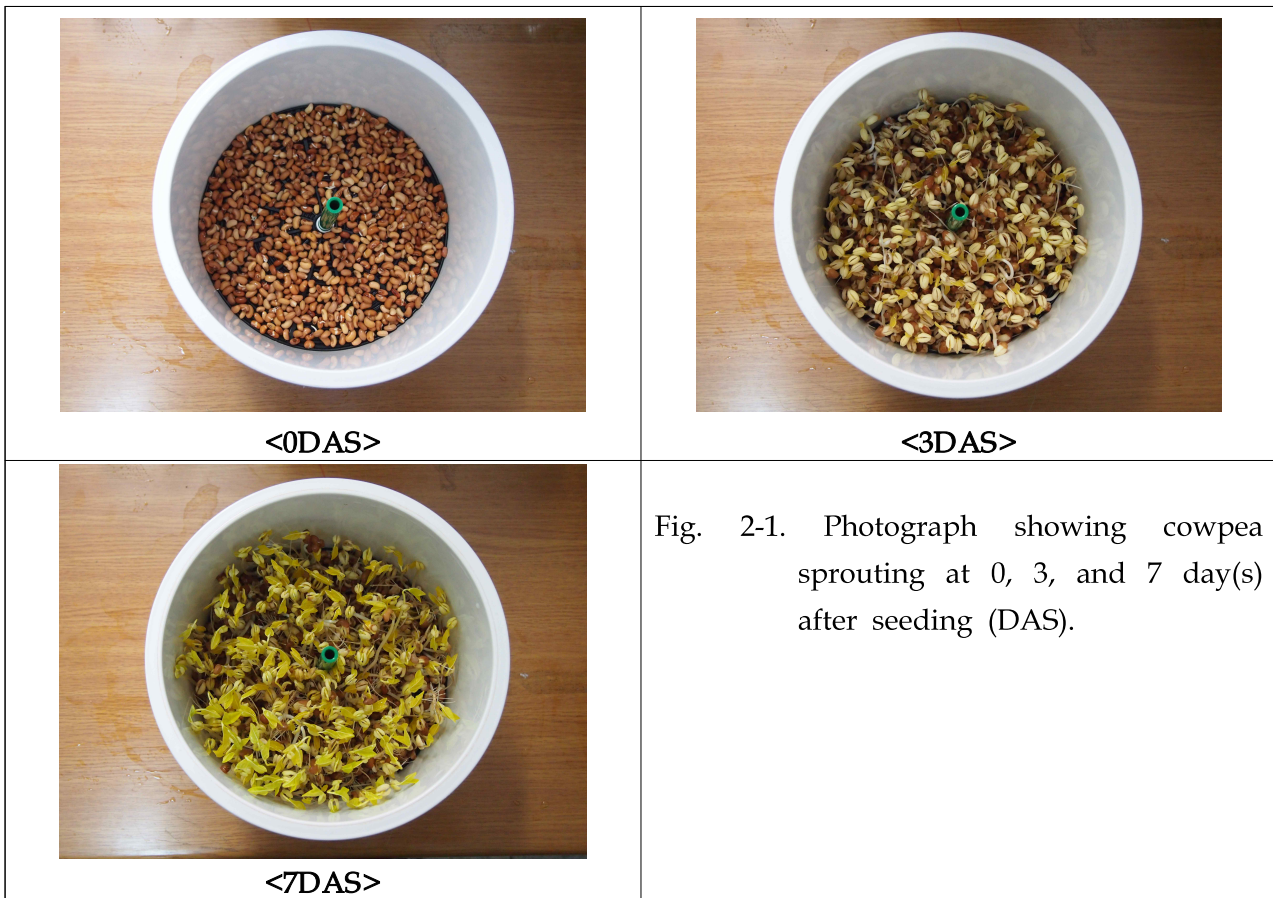 <0DAS>
<3DAS>
<7DAS>
Fig. 2-1. Photograph showing cowpea
sprouting at 0, 3, and 7 day(s)
after seeding (DAS).